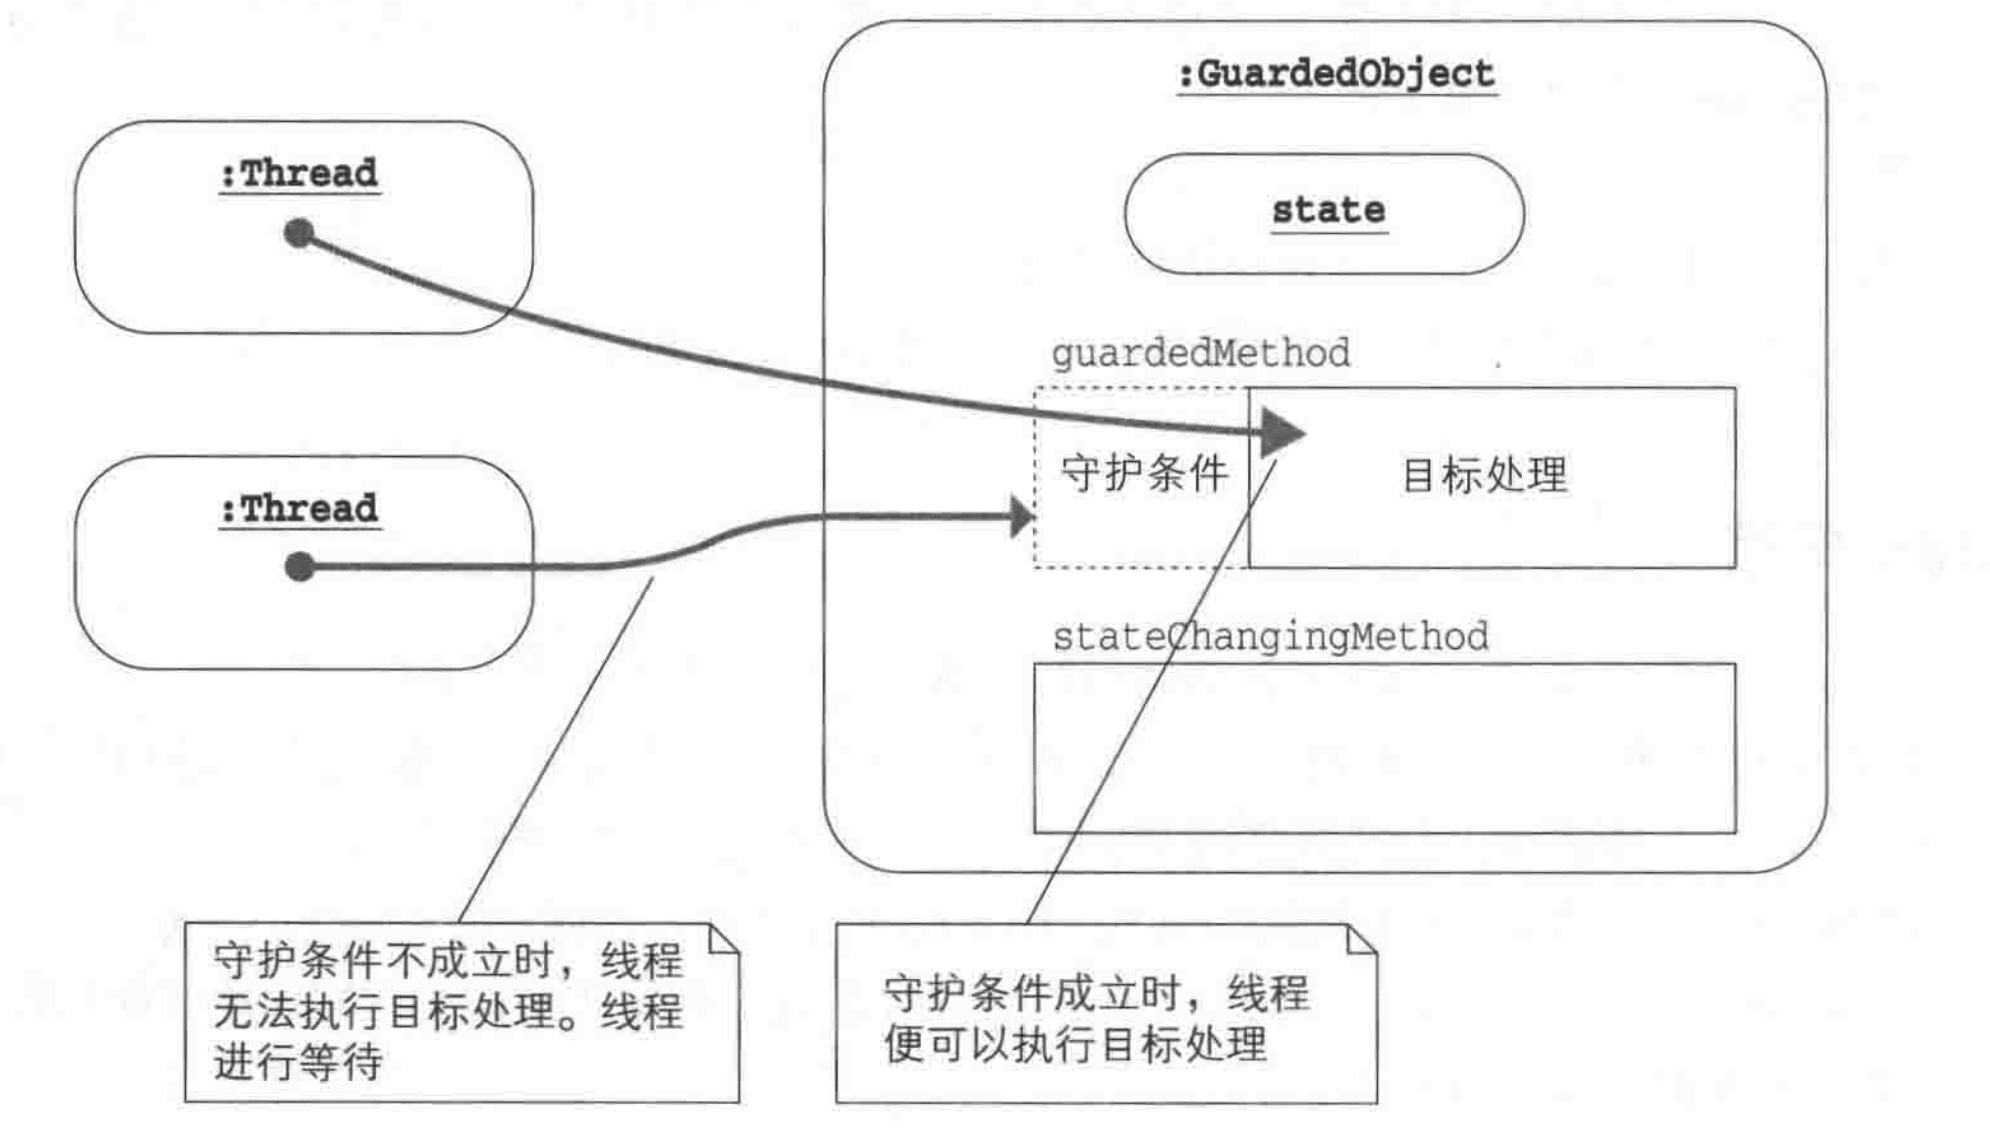 :GuardedObject
:Thread
state
guardedMethod
守护条件
目标处理
:Thread
stateChangingMethod
守护条件不成立时，线程
无法执行目标处理。线程
进行等待
守护条件成立时，线程
便可以执行目标处理